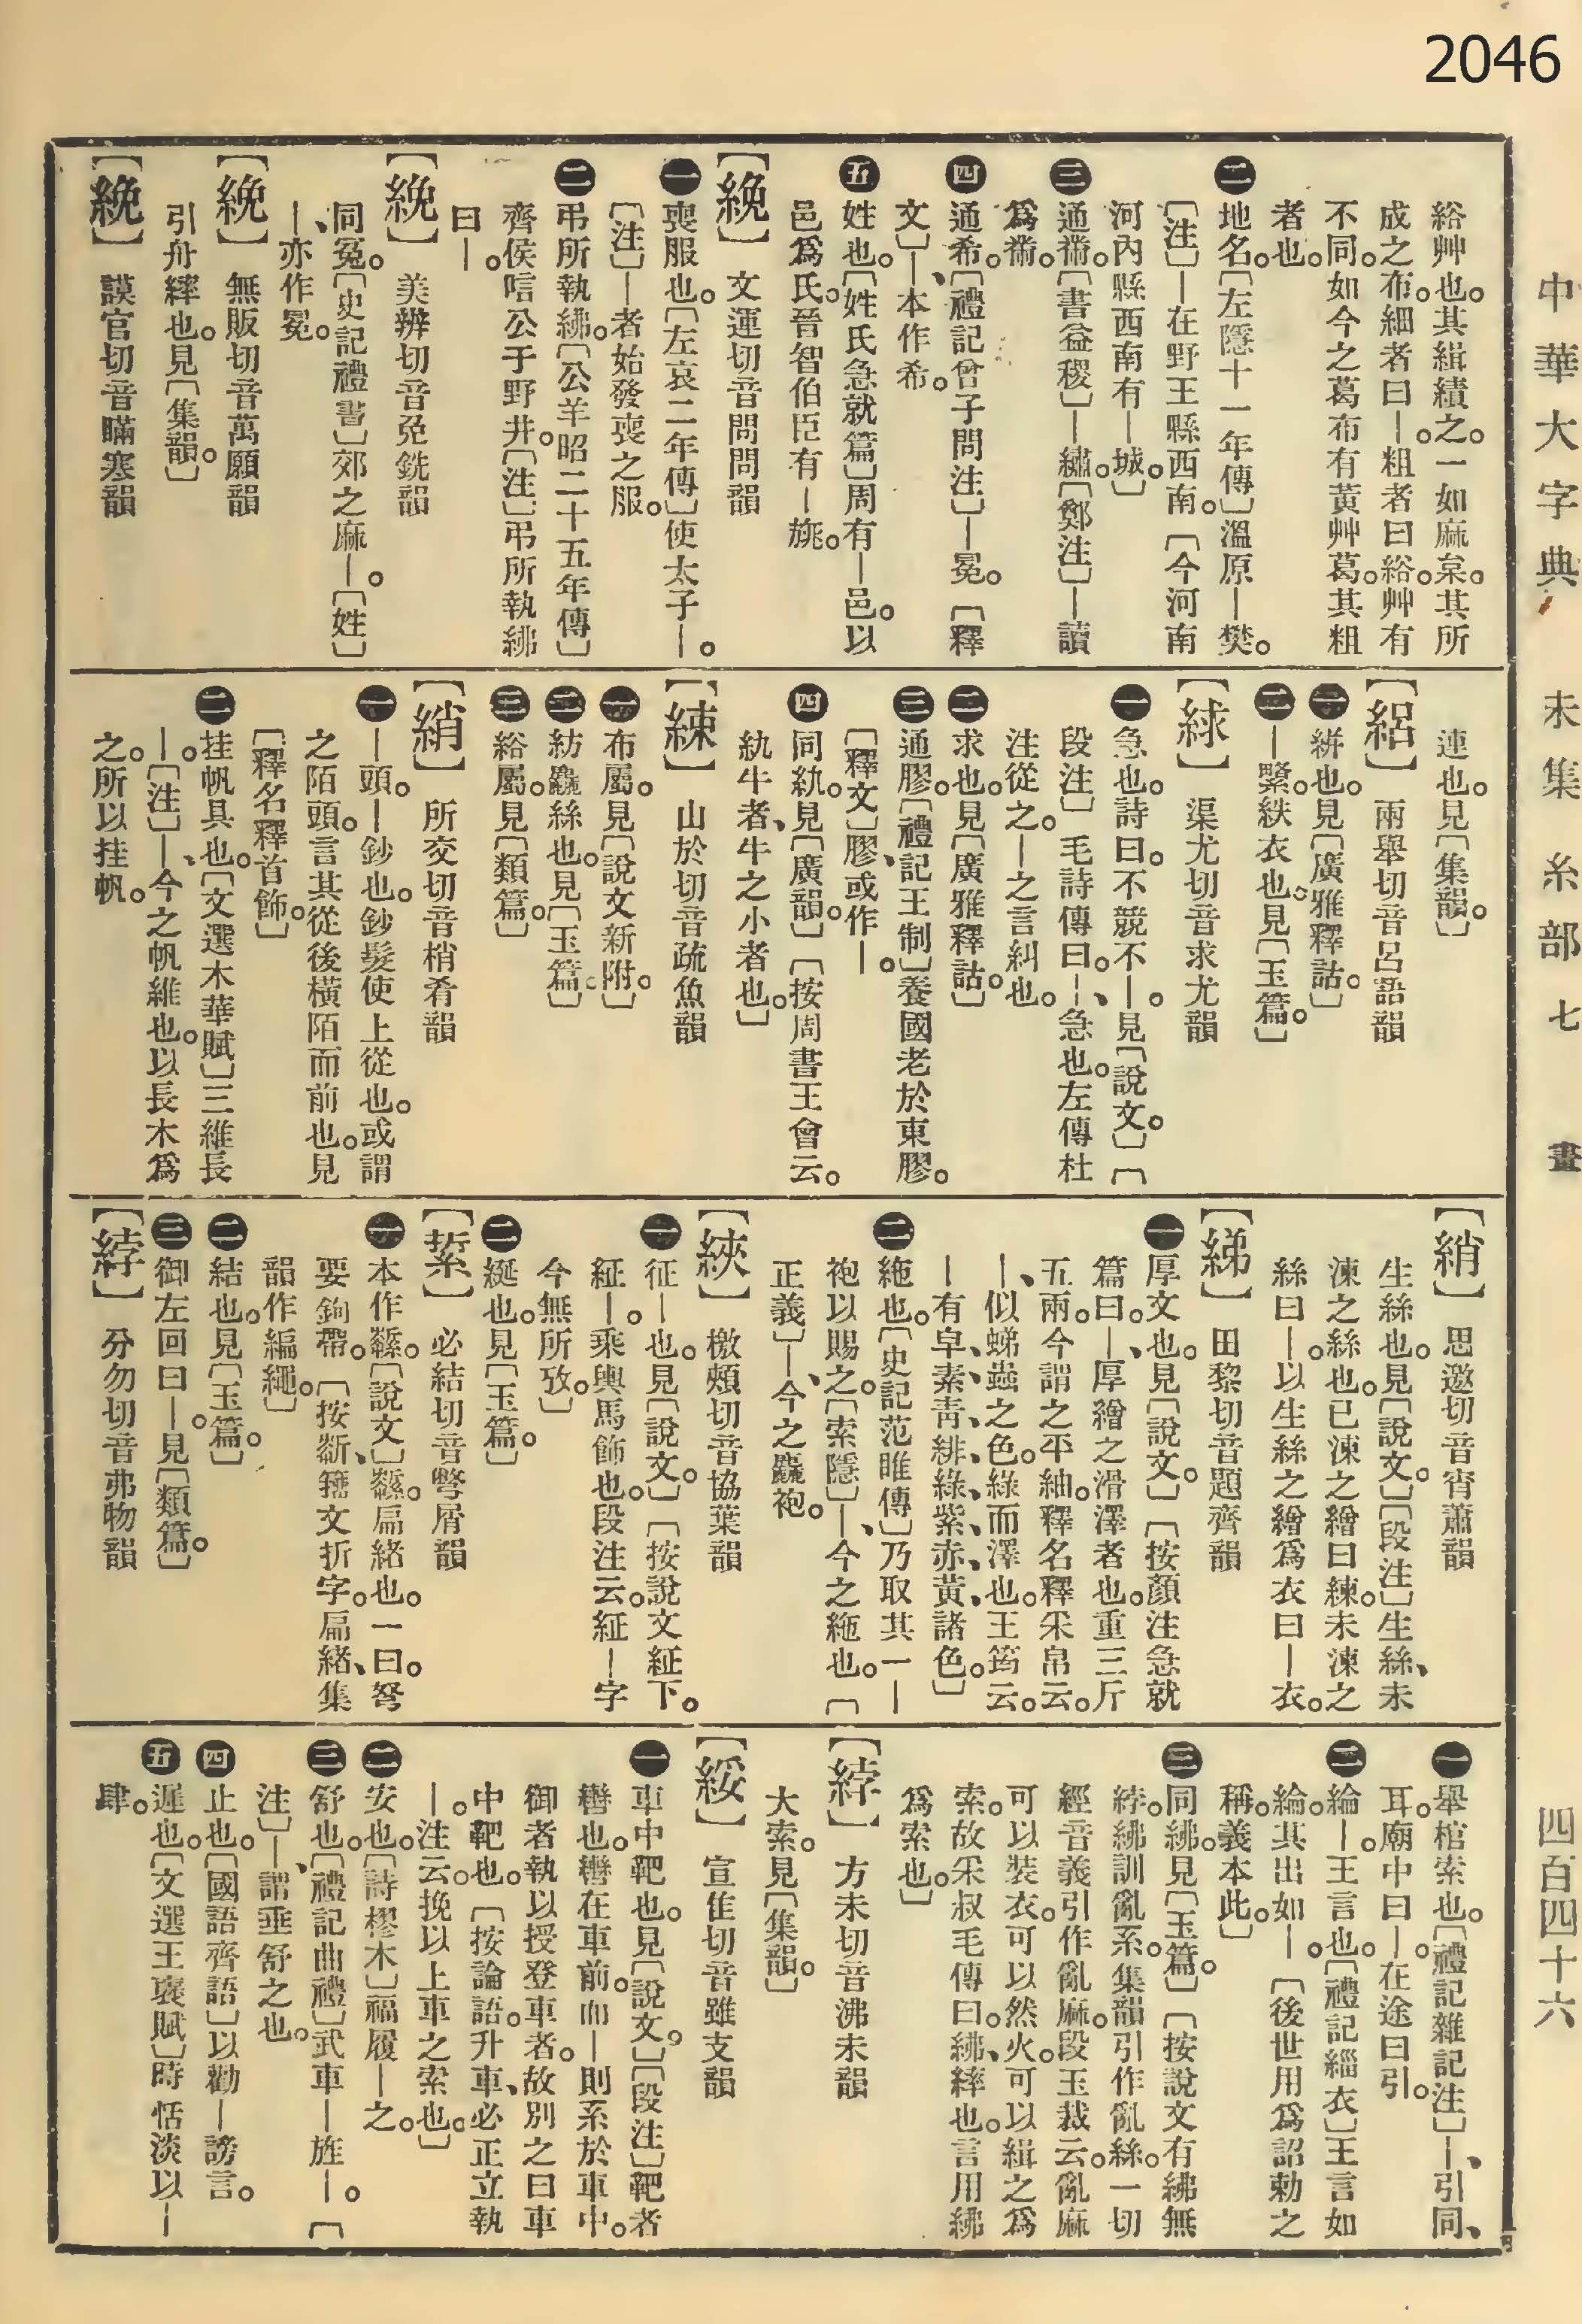 2046
中華大字典 未集 糸部 七畫 四百四十六
綌艸也。其緝績之。一如麻枲。其所
成之布。細者曰—。粗者曰綌。艸有
不同。如今之葛布有黃艸葛。其粗
者也。
㊁地名。〔左隱十一年傳〕溫原—樊。
〔注〕—在野王縣西南。〔今河南
河內縣西南有—城。〕
㊂通黹。〔書益稷〕—繡。〔鄭注〕—讀
爲黹。
㊃通希。〔禮記曾子問注〕—冕。〔釋
文〕—、本作希。
㊄姓也。〔姓氏急就篇〕周有—邑。以
邑爲氏。晉智伯臣有—旐。
【絻】 文運切音問問韻
㊀喪服也。〔左哀二年傳〕使太子—。
〔注〕—者始發喪之服。
㊁弔所執紼。〔公羊昭二十五年傳〕
齊侯唁公于野井。〔注〕弔所執紼
曰—。
【絻】 美辨切音免銑韻
同冕。〔史記禮書〕郊之麻—。〔姓〕
—、亦作冕。
【絻】 無販切音萬願韻
引舟縴也。見〔集韻。〕
【絻】 謨官切音瞞寒韻
連也。見〔集韻。〕
【絽】 兩舉切音呂語韻
㊀絣也。見〔廣雅釋詁。〕
㊁—縏。紩衣也。見〔玉篇。〕
【絿】 渠尤切音求尤韻
㊀急也。詩曰。不競不—。見〔說文。〕〔
段注〕毛詩傳曰。—、急也。左傳杜
注從之。—之言糾也。
㊁求也。見〔廣雅釋詁。〕
㊂通膠。〔禮記王制〕養國老於東膠。
〔釋文〕膠、或作—。
㊃同紈。見〔廣韻。〕〔按周書王會云。
紈牛者、牛之小者也。〕
【綀】 山於切音疏魚韻
㊀布屬。見〔說文新附。〕
㊁紡麤絲也。見〔玉篇。〕
㊂綌屬。見〔類篇。〕
【綃】 所交切音梢肴韻
㊀—頭。—鈔也。鈔髮使上從也。或謂
之陌頭。言其從後橫陌而前也。見
〔釋名釋首飾。〕
㊁挂帆具也。〔文選木華賦〕三維長
—。〔注〕—、今之帆維也。以長木爲
之。所以挂帆。
【綃】 思邀切音宵蕭韻
生絲也。見〔說文。〕〔段注〕生絲、未
湅之絲也。已湅之繒曰練。未湅之
絲曰—。以生絲之繒爲衣曰—衣。
【綈】 田黎切音題齊韻
㊀厚文也。見〔說文。〕〔按顏注急就
篇曰。—、厚繒之滑澤者也。重三斤
五兩。今謂之平紬。釋名釋采帛云。
—、似蝭蟲之色。綠而澤也。王筠云。
—有皁、素、青、緋、綠、紫、赤、黃、諸色。〕
㊁絁也。〔史記范雎傳〕乃取其一—
袍以賜之。〔索隱〕—、今之絁也。〔
正義〕—、今之麤袍。
【綊】 檄頰切音協葉韻
㊀䋊—也。見〔說文。〕〔按說文䋊下。
䋊—。乘輿馬飾也。段注云。䋊—字
今無所攷。〕
㊁綖也。見〔玉篇。〕
【絜】 必結切音彆屑韻
㊀本作䋢。〔說文〕䋢。扁緒也。一曰。弩
要鉤帶。〔按䉛、籀文折字。扁緒、集
韻作編繩。〕
㊁結也。見〔玉篇。〕
㊂御左回曰—。見〔類篇。〕
【綍】 分勿切音弗物韻
㊀舉棺索也。〔禮記雜記注〕—、引同、
耳。廟中曰—。在途曰引。
㊁綸—。王言也。〔禮記緇衣〕王言如
綸。其出如—。〔後世用爲詔勅之
稱。義本此。〕
㊂同紼。見〔玉篇。〕〔按說文有紼無
綍。紼訓亂系。集韻引作亂絲。一切
經音義引作亂麻。段玉裁云。亂麻
可以裝衣。可以然火。可以緝之爲
索。故采叔毛傳曰。紼、繂也。言用紼
爲索也。〕
【綍】 方未切音沸未韻
大索。見〔集韻。〕
【綏】 宣隹切音雖支韻
㊀車中靶也。見〔說文。〕〔段注〕靶者
轡也。轡在車前。而—則系於車中。
御者執以授登車者。故別之曰車
中靶也。〔按論語。升車、必正立執
—。注云。挽以上車之索也。〕
㊁安也。〔詩樛木〕福履—之。
㊂舒也。〔禮記曲禮〕武車—旌—。〔
注〕—、謂垂舒之也。
㊃止也。〔國語齊語〕以勸—謗言。
㊄遲也。〔文選王襃賦〕時恬淡以—
肆。